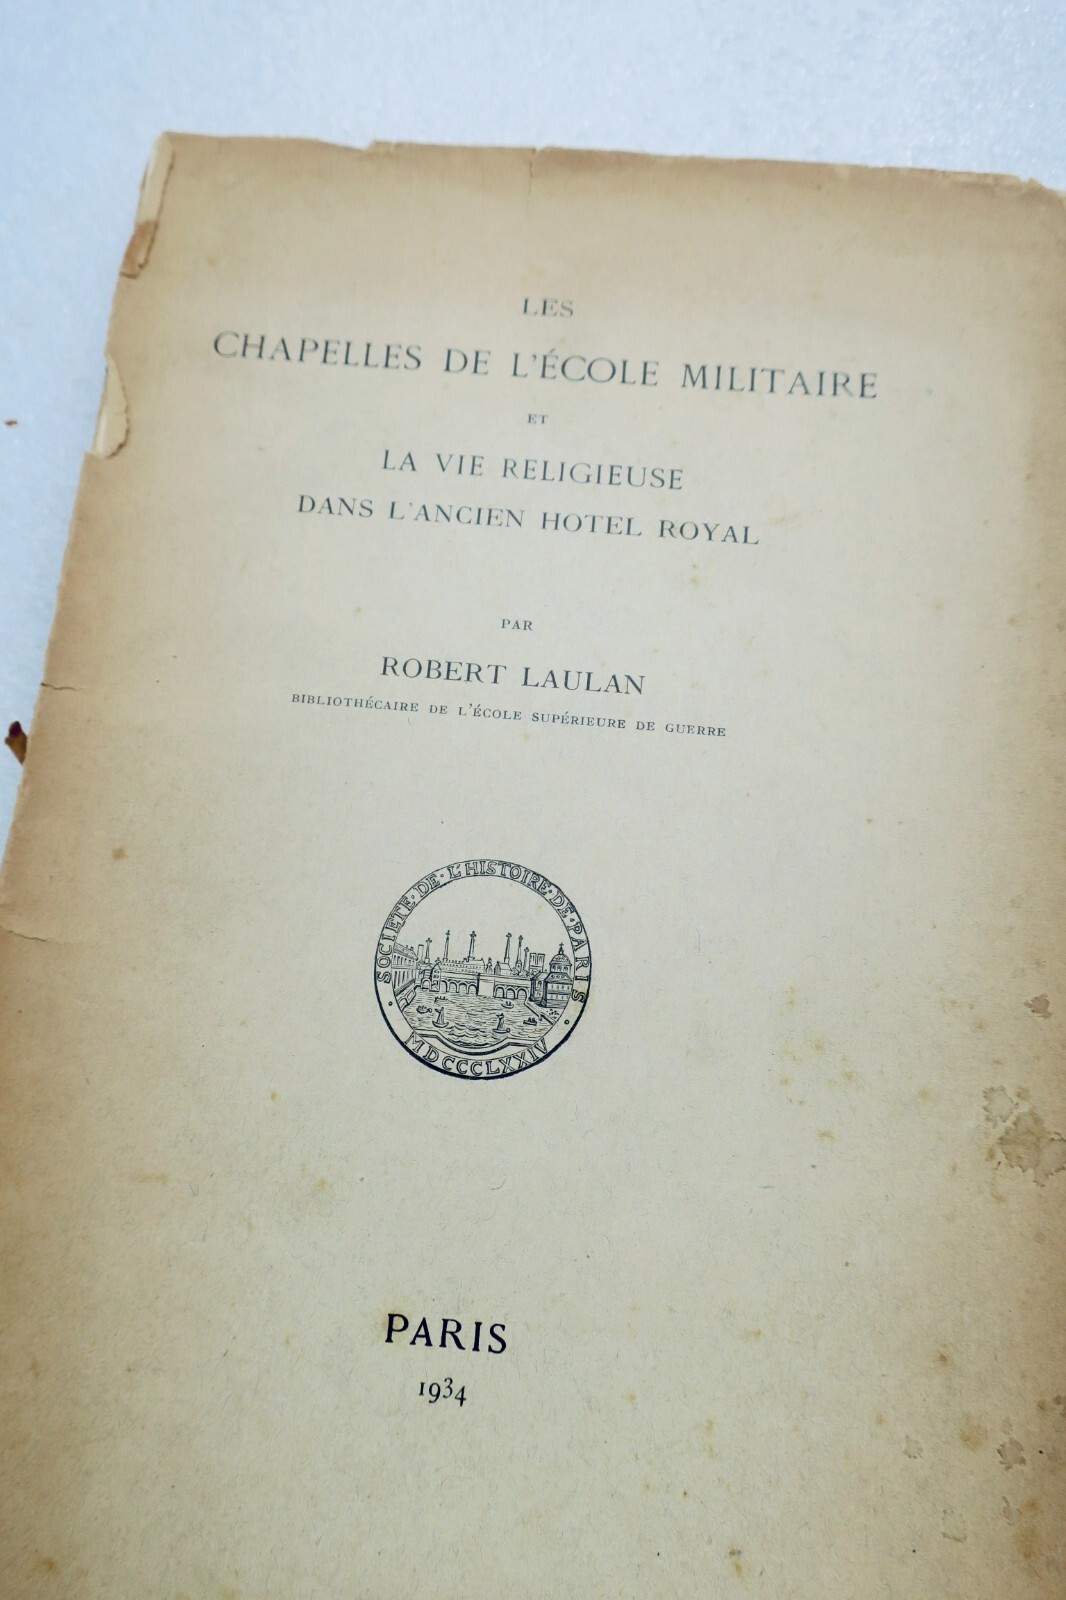 LES
CHAPELLES DE L'ÉCOLE MILITAIRE
ET
LA VIE RELIGIEUSE
DANS L'ANCIEN HOTEL ROYAL
PAR
ROBERT LAULAN
BIBLIOTHÉCAIRE DE L'ÉCOLE SUPÉRIEURE DE GUERRE
· SOCIETE · DE · L'HISTOIRE · DE · PARIS ·
MDCCCLXXIV
PARIS
1934